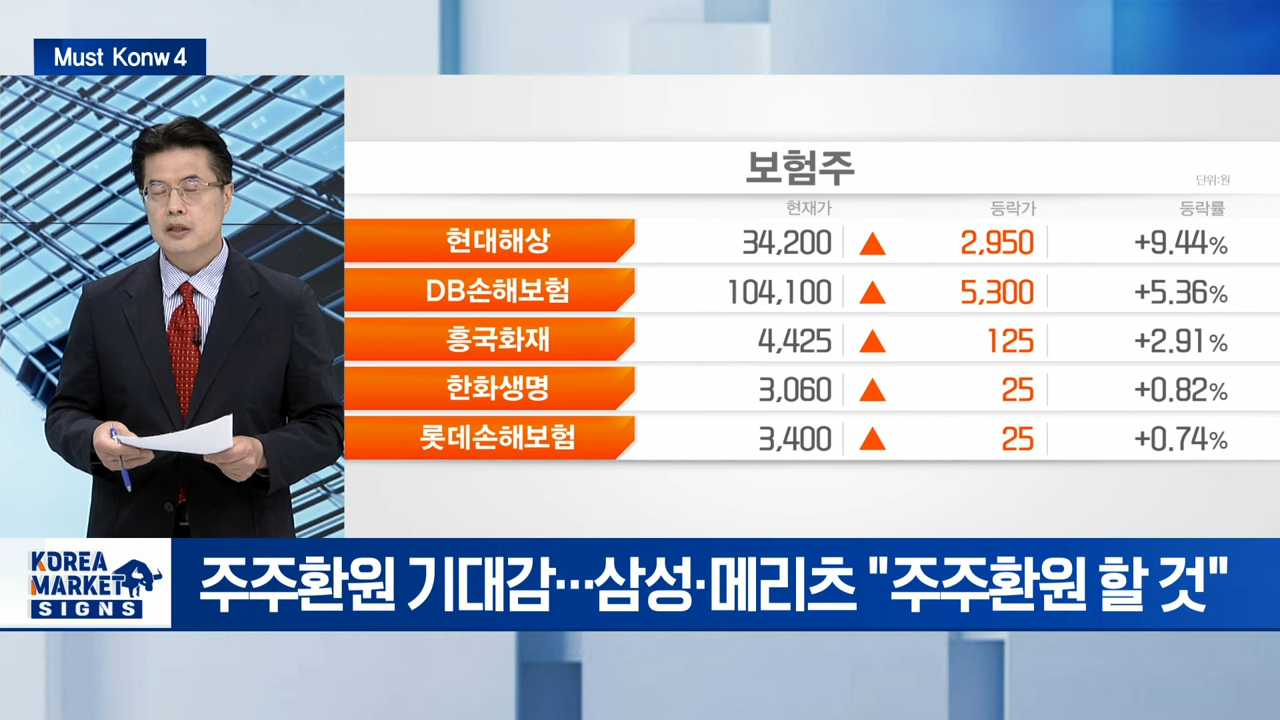 Must Konw 4
보험주
단위:원
현재가 등락가 등락률
현대해상 34,200 ▲ 2,950 +9.44%
DB손해보험 104,100 ▲ 5,300 +5.36%
흥국화재 4,425 ▲ 125 +2.91%
한화생명 3,060 ▲ 25 +0.82%
롯데손해보험 3,400 ▲ 25 +0.74%
KOREA
MARKET
SIGNS
주주환원 기대감…삼성·메리츠 "주주환원 할 것"